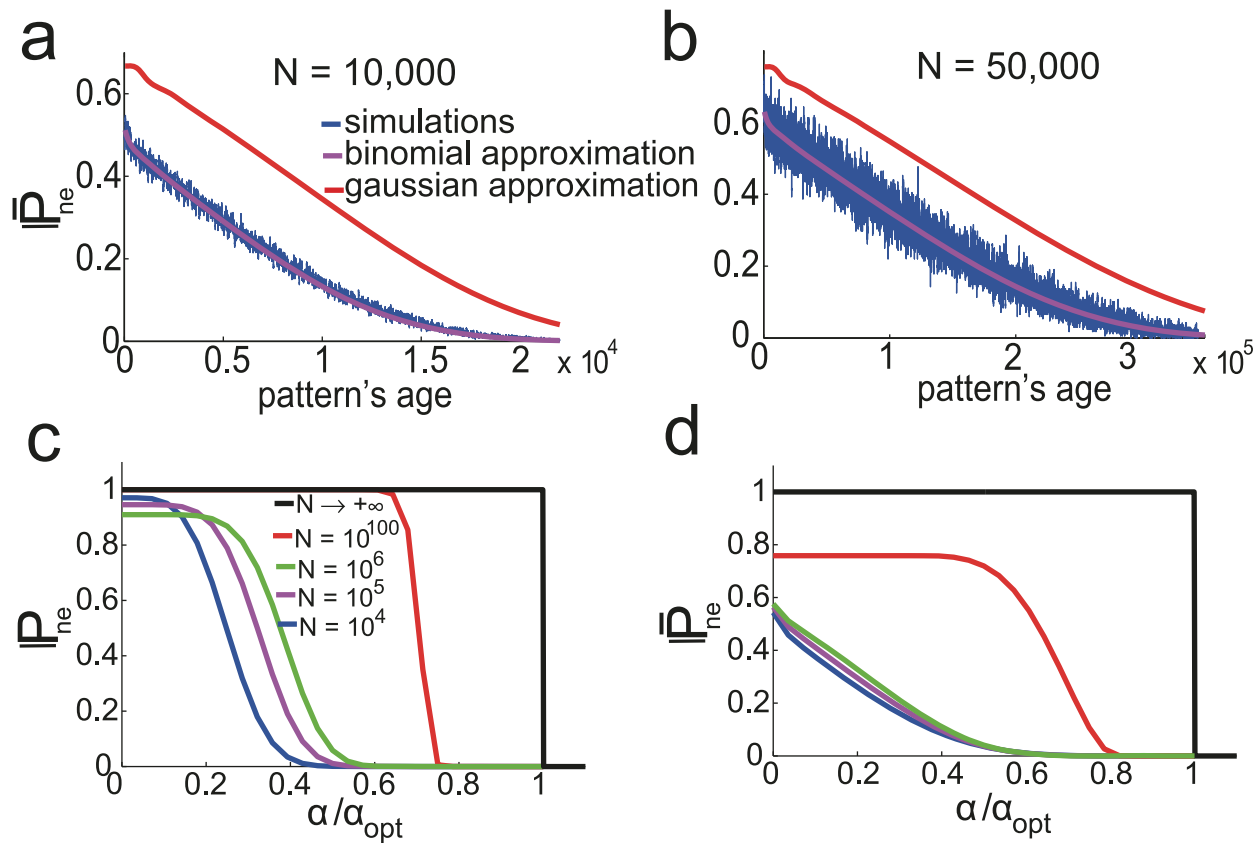 a
N = 10,000
simulations
binomial approximation
gaussian approximation
P̄ne
0.6
0.4
0.2
0
0 0.5 1 1.5 2 x 10^4
pattern's age
b
N = 50,000
0.6
0.4
0.2
0
0 1 2 3 x 10^5
pattern's age
c
Pne
1
0.8
0.6
0.4
0.2
0
N → +∞
N = 10^100
N = 10^6
N = 10^5
N = 10^4
0 0.2 0.4 0.6 0.8 1
α/αopt
d
P̄ne
1
0.8
0.6
0.4
0.2
0
0 0.2 0.4 0.6 0.8 1
α/αopt